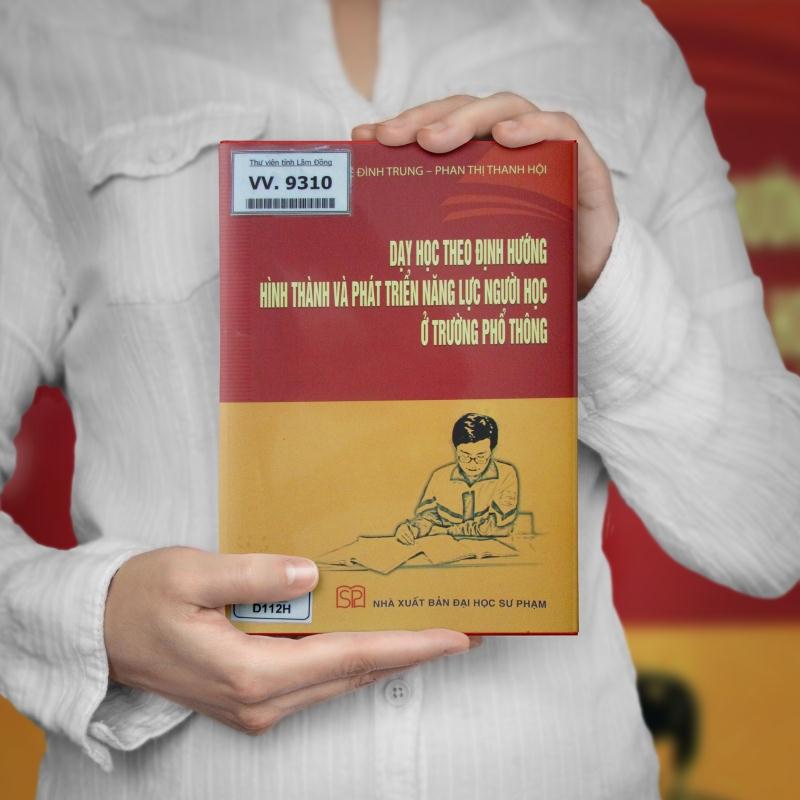 Thư viện tỉnh Lâm Đồng
VV. 9310
ĐÌNH TRUNG – PHAN THỊ THANH HỘI
DẠY HỌC THEO ĐỊNH HƯỚNG
HÌNH THÀNH VÀ PHÁT TRIỂN NĂNG LỰC NGƯỜI HỌC
Ở TRƯỜNG PHỔ THÔNG
D112H
SP
NHÀ XUẤT BẢN ĐẠI HỌC SƯ PHẠM